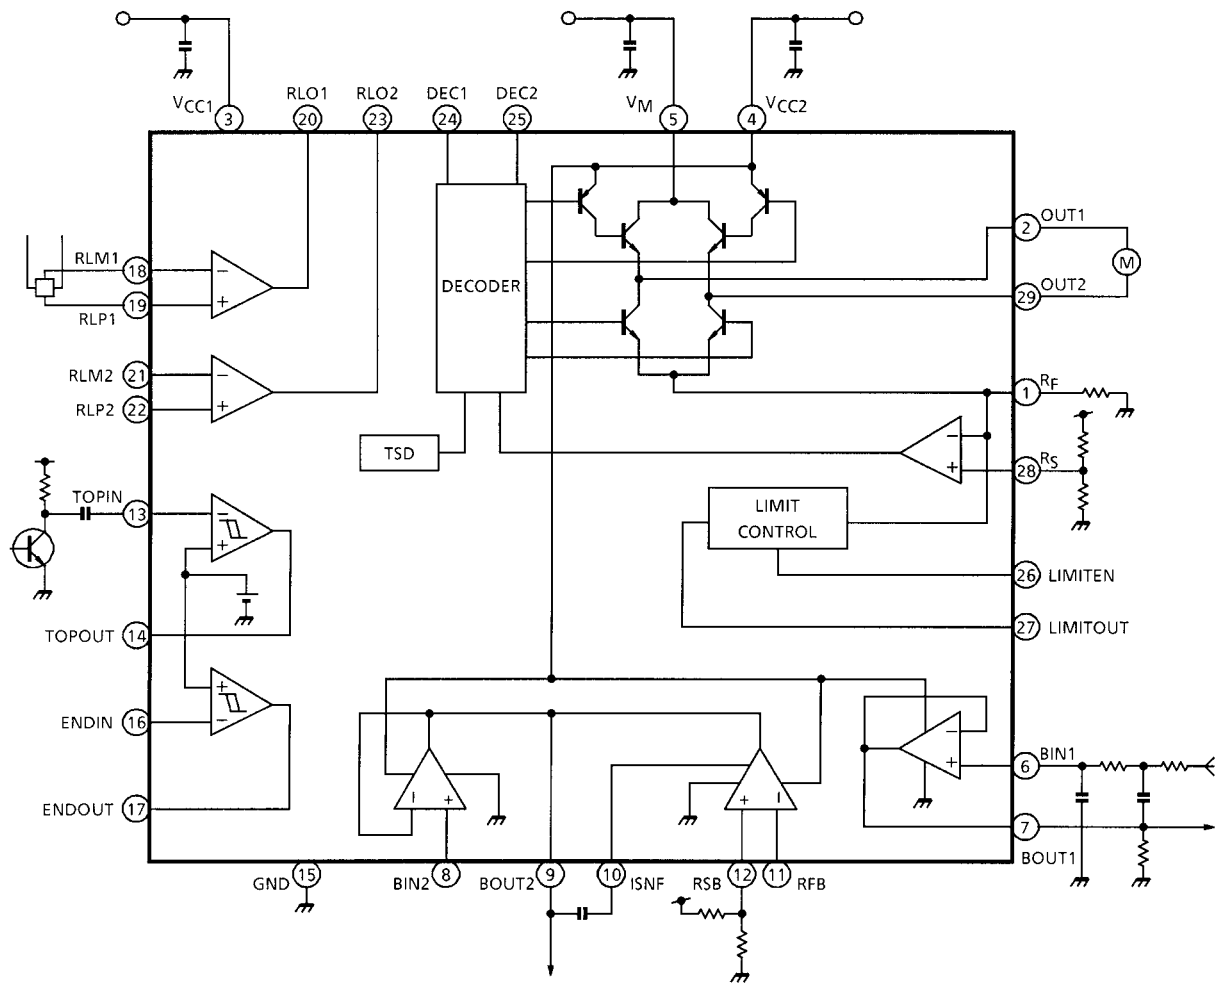 VCC1
RLO1
RLO2
DEC1
DEC2
VM
VCC2
3
20
23
24
25
5
4
OUT1
2
RLM1
18
DECODER
M
19
RLP1
OUT2
29
RLM2
21
RLP2
22
RF
1
TSD
RS
28
TOPIN
13
LIMIT
CONTROL
26
LIMITEN
TOPOUT
14
27
LIMITOUT
ENDIN
16
BIN1
6
ENDOUT
17
7
BOUT1
GND
15
BIN2
8
BOUT2
9
10
ISNF
RSB
12
11
RFB